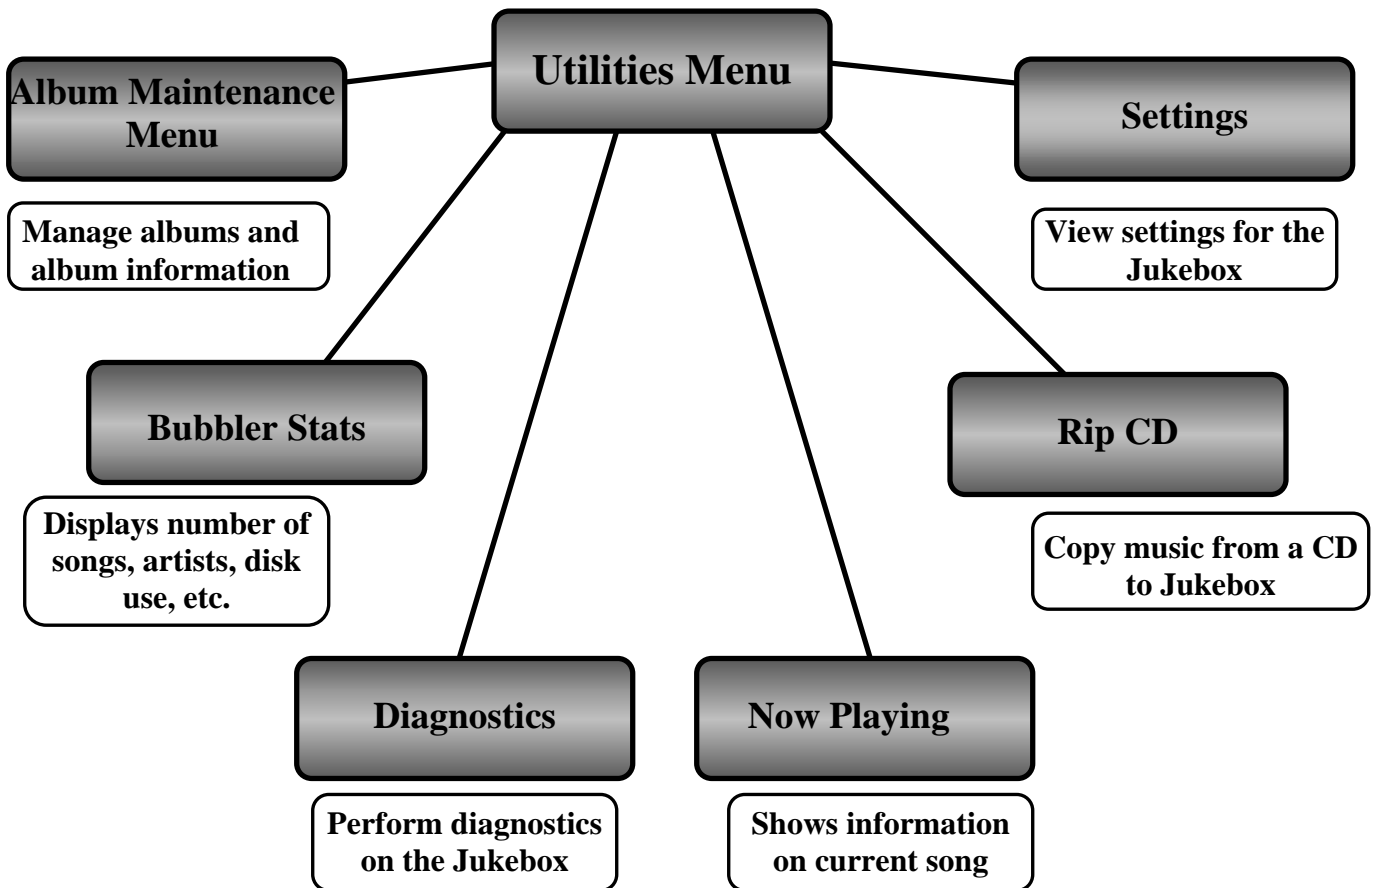 Utilities Menu
Album Maintenance
Menu
Manage albums and
album information
Settings
View settings for the
Jukebox
Bubbler Stats
Displays number of
songs, artists, disk
use, etc.
Rip CD
Copy music from a CD
to Jukebox
Diagnostics
Perform diagnostics
on the Jukebox
Now Playing
Shows information
on current song